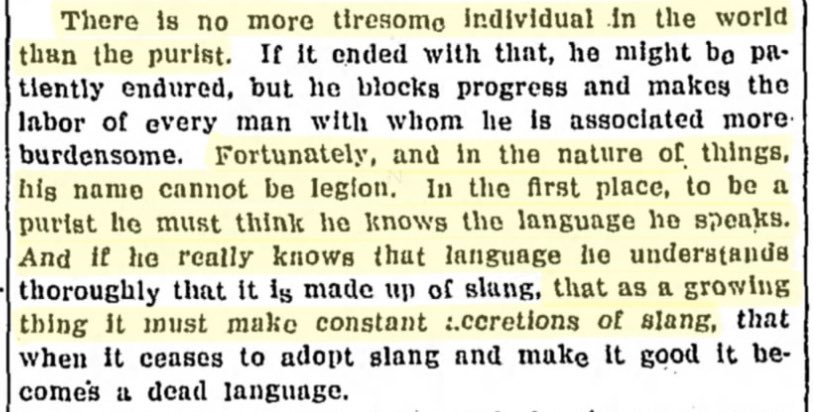 There is no more tiresome individual in the world
than the purist. If it ended with that, he might be pa-
tiently endured, but he blocks progress and makes the
labor of every man with whom he is associated more
burdensome. Fortunately, and in the nature of things,
his name cannot be legion. In the first place, to be a
purist he must think he knows the language he speaks.
And if he really knows that language he understands
thoroughly that it is made up of slang, that as a growing
thing it must make constant accretions of slang, that
when it ceases to adopt slang and make it good it be-
comes a dead language.